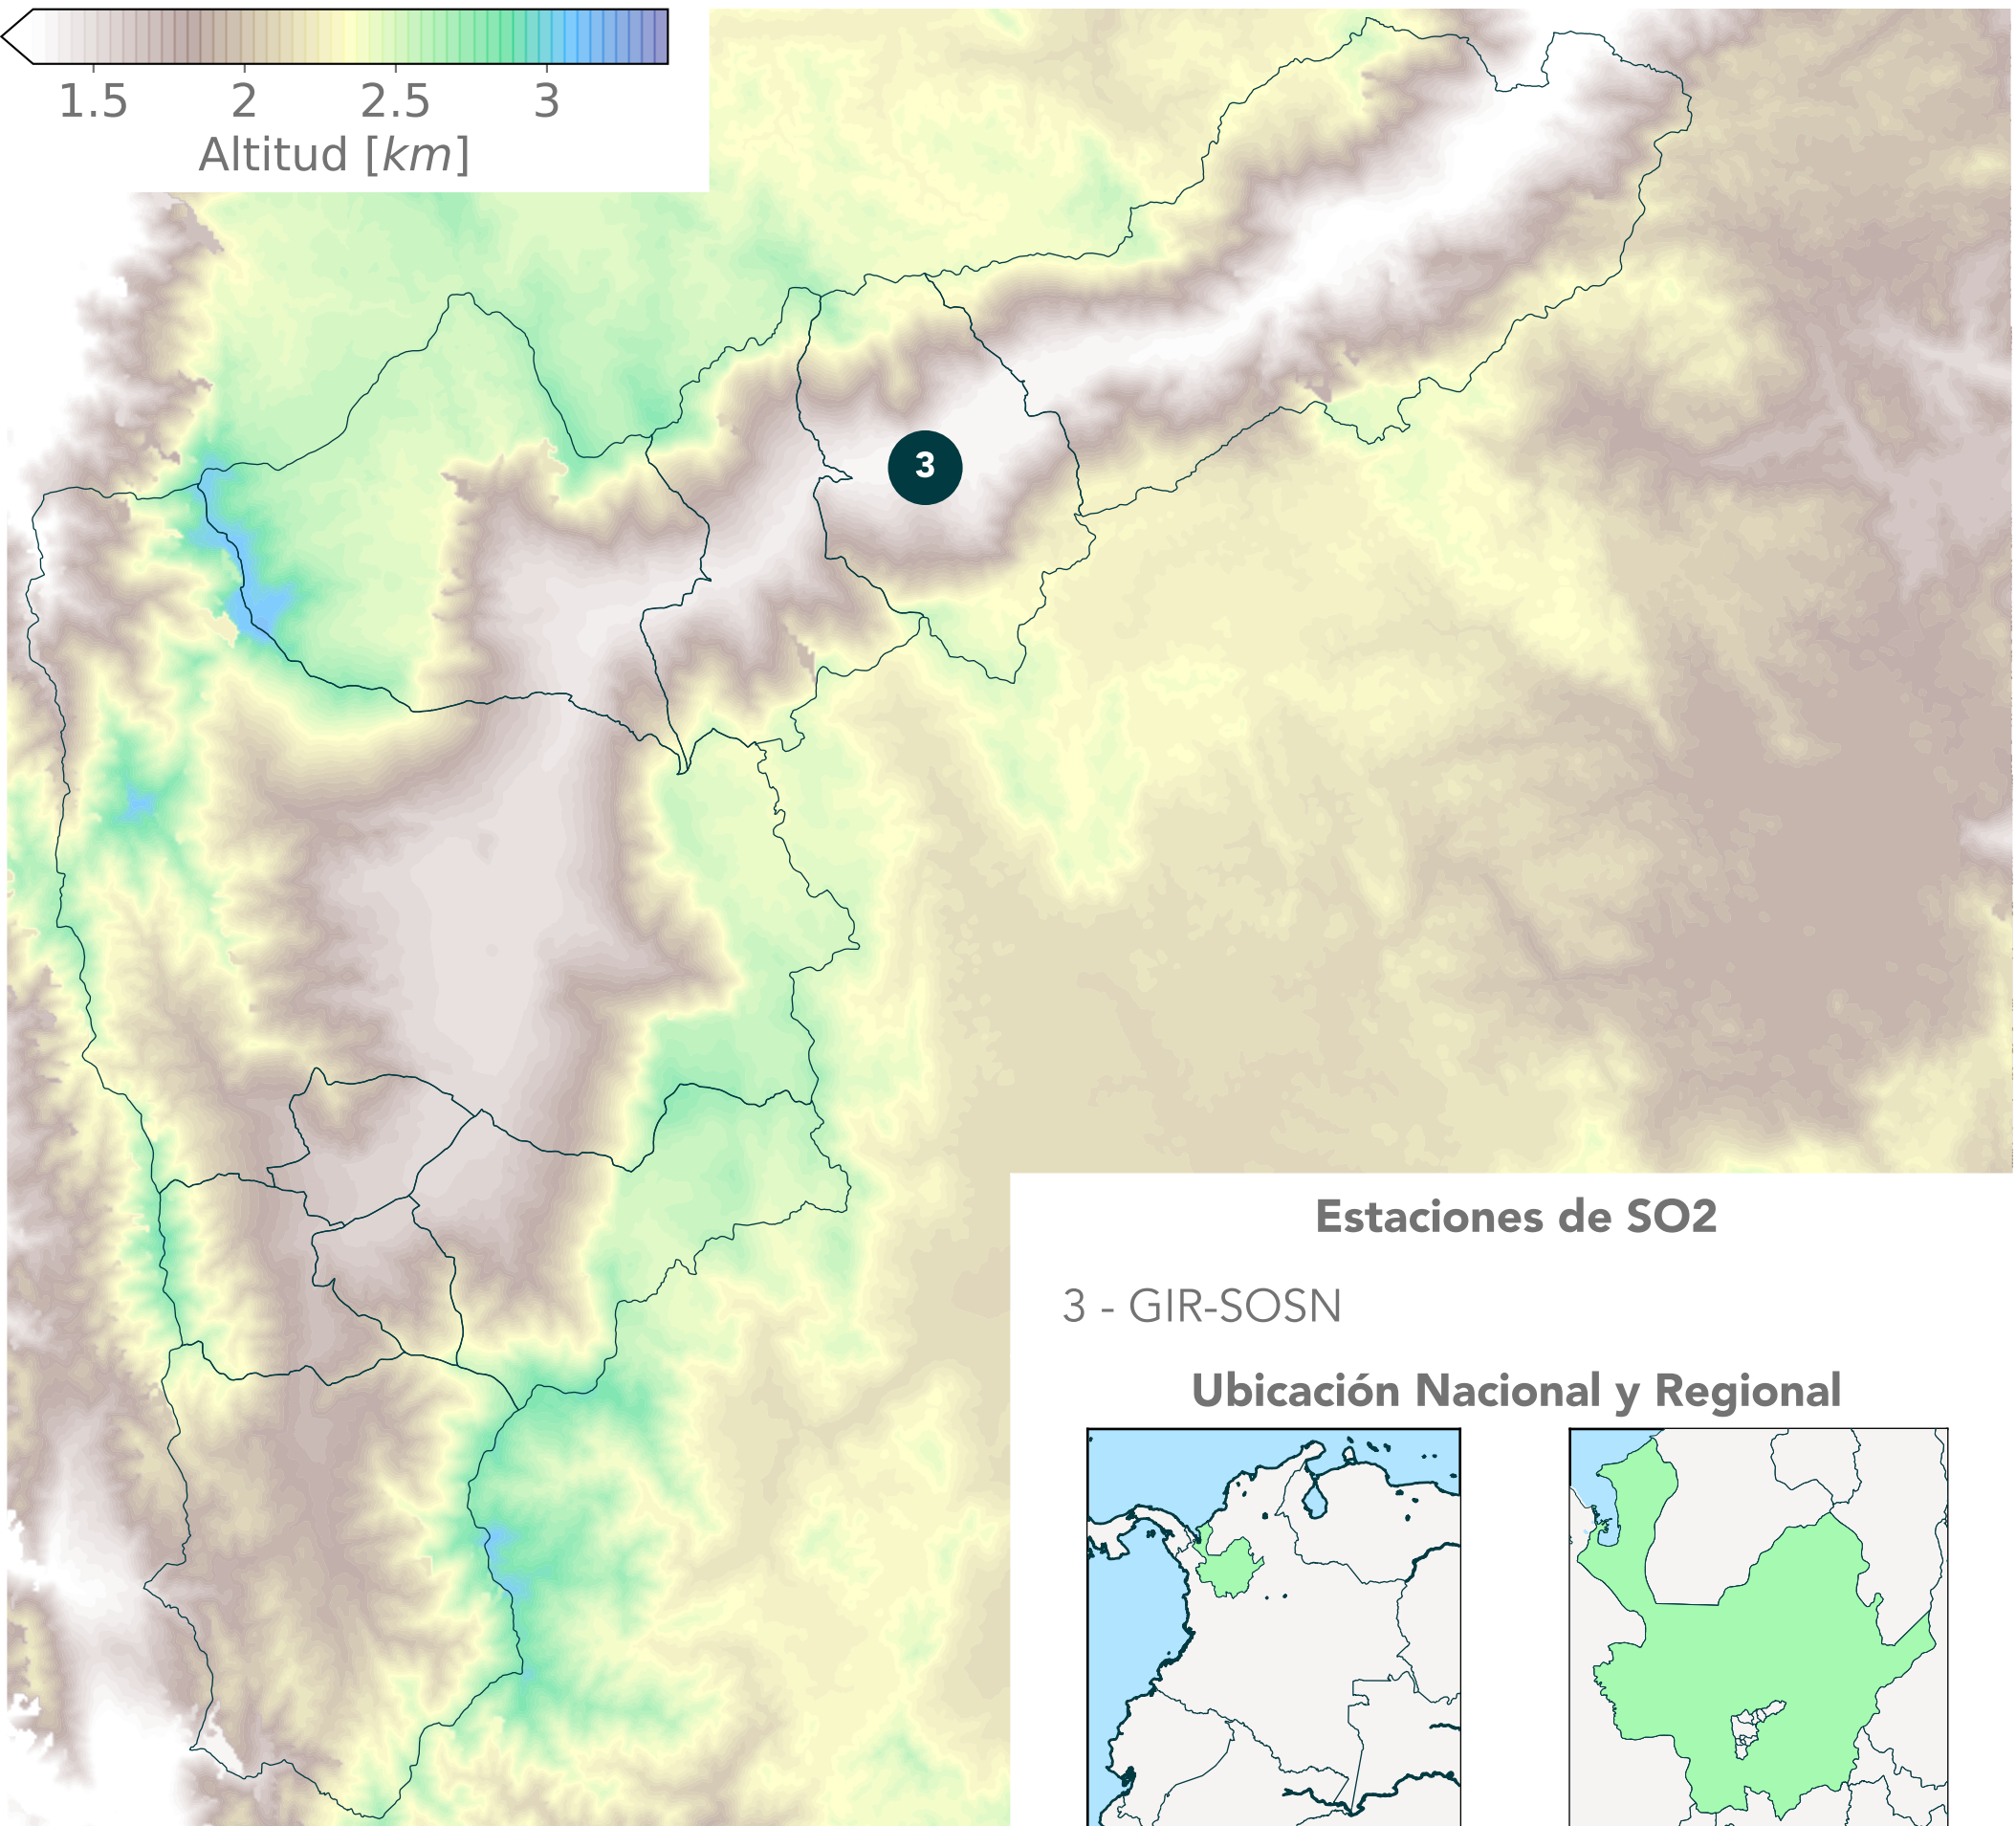 1.5 2 2.5 3
Altitud [km]
3
Estaciones de SO2
3 - GIR-SOSN
Ubicación Nacional y Regional